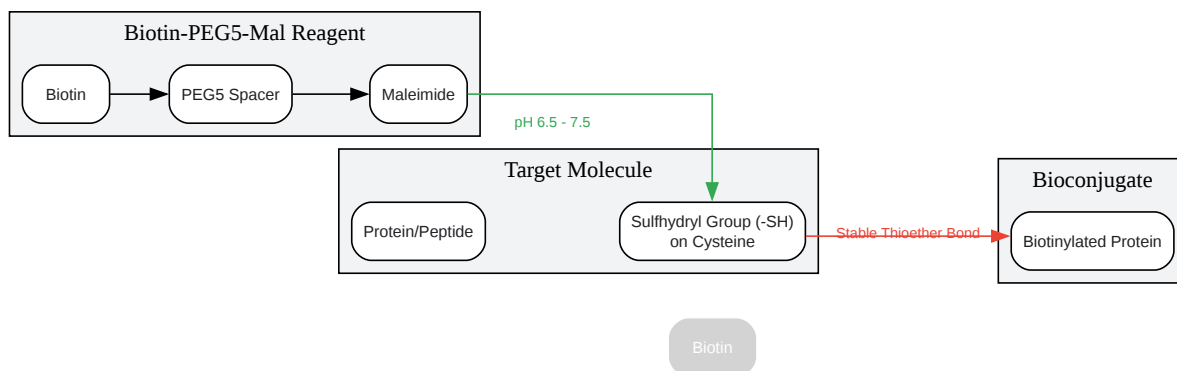 Biotin-PEG5-Mal Reagent
Biotin
PEG5 Spacer
Maleimide
pH 6.5 - 7.5
Target Molecule
Protein/Peptide
Sulfhydryl Group (-SH)
on Cysteine
Stable Thioether Bond
Bioconjugate
Biotinylated Protein
Biotin